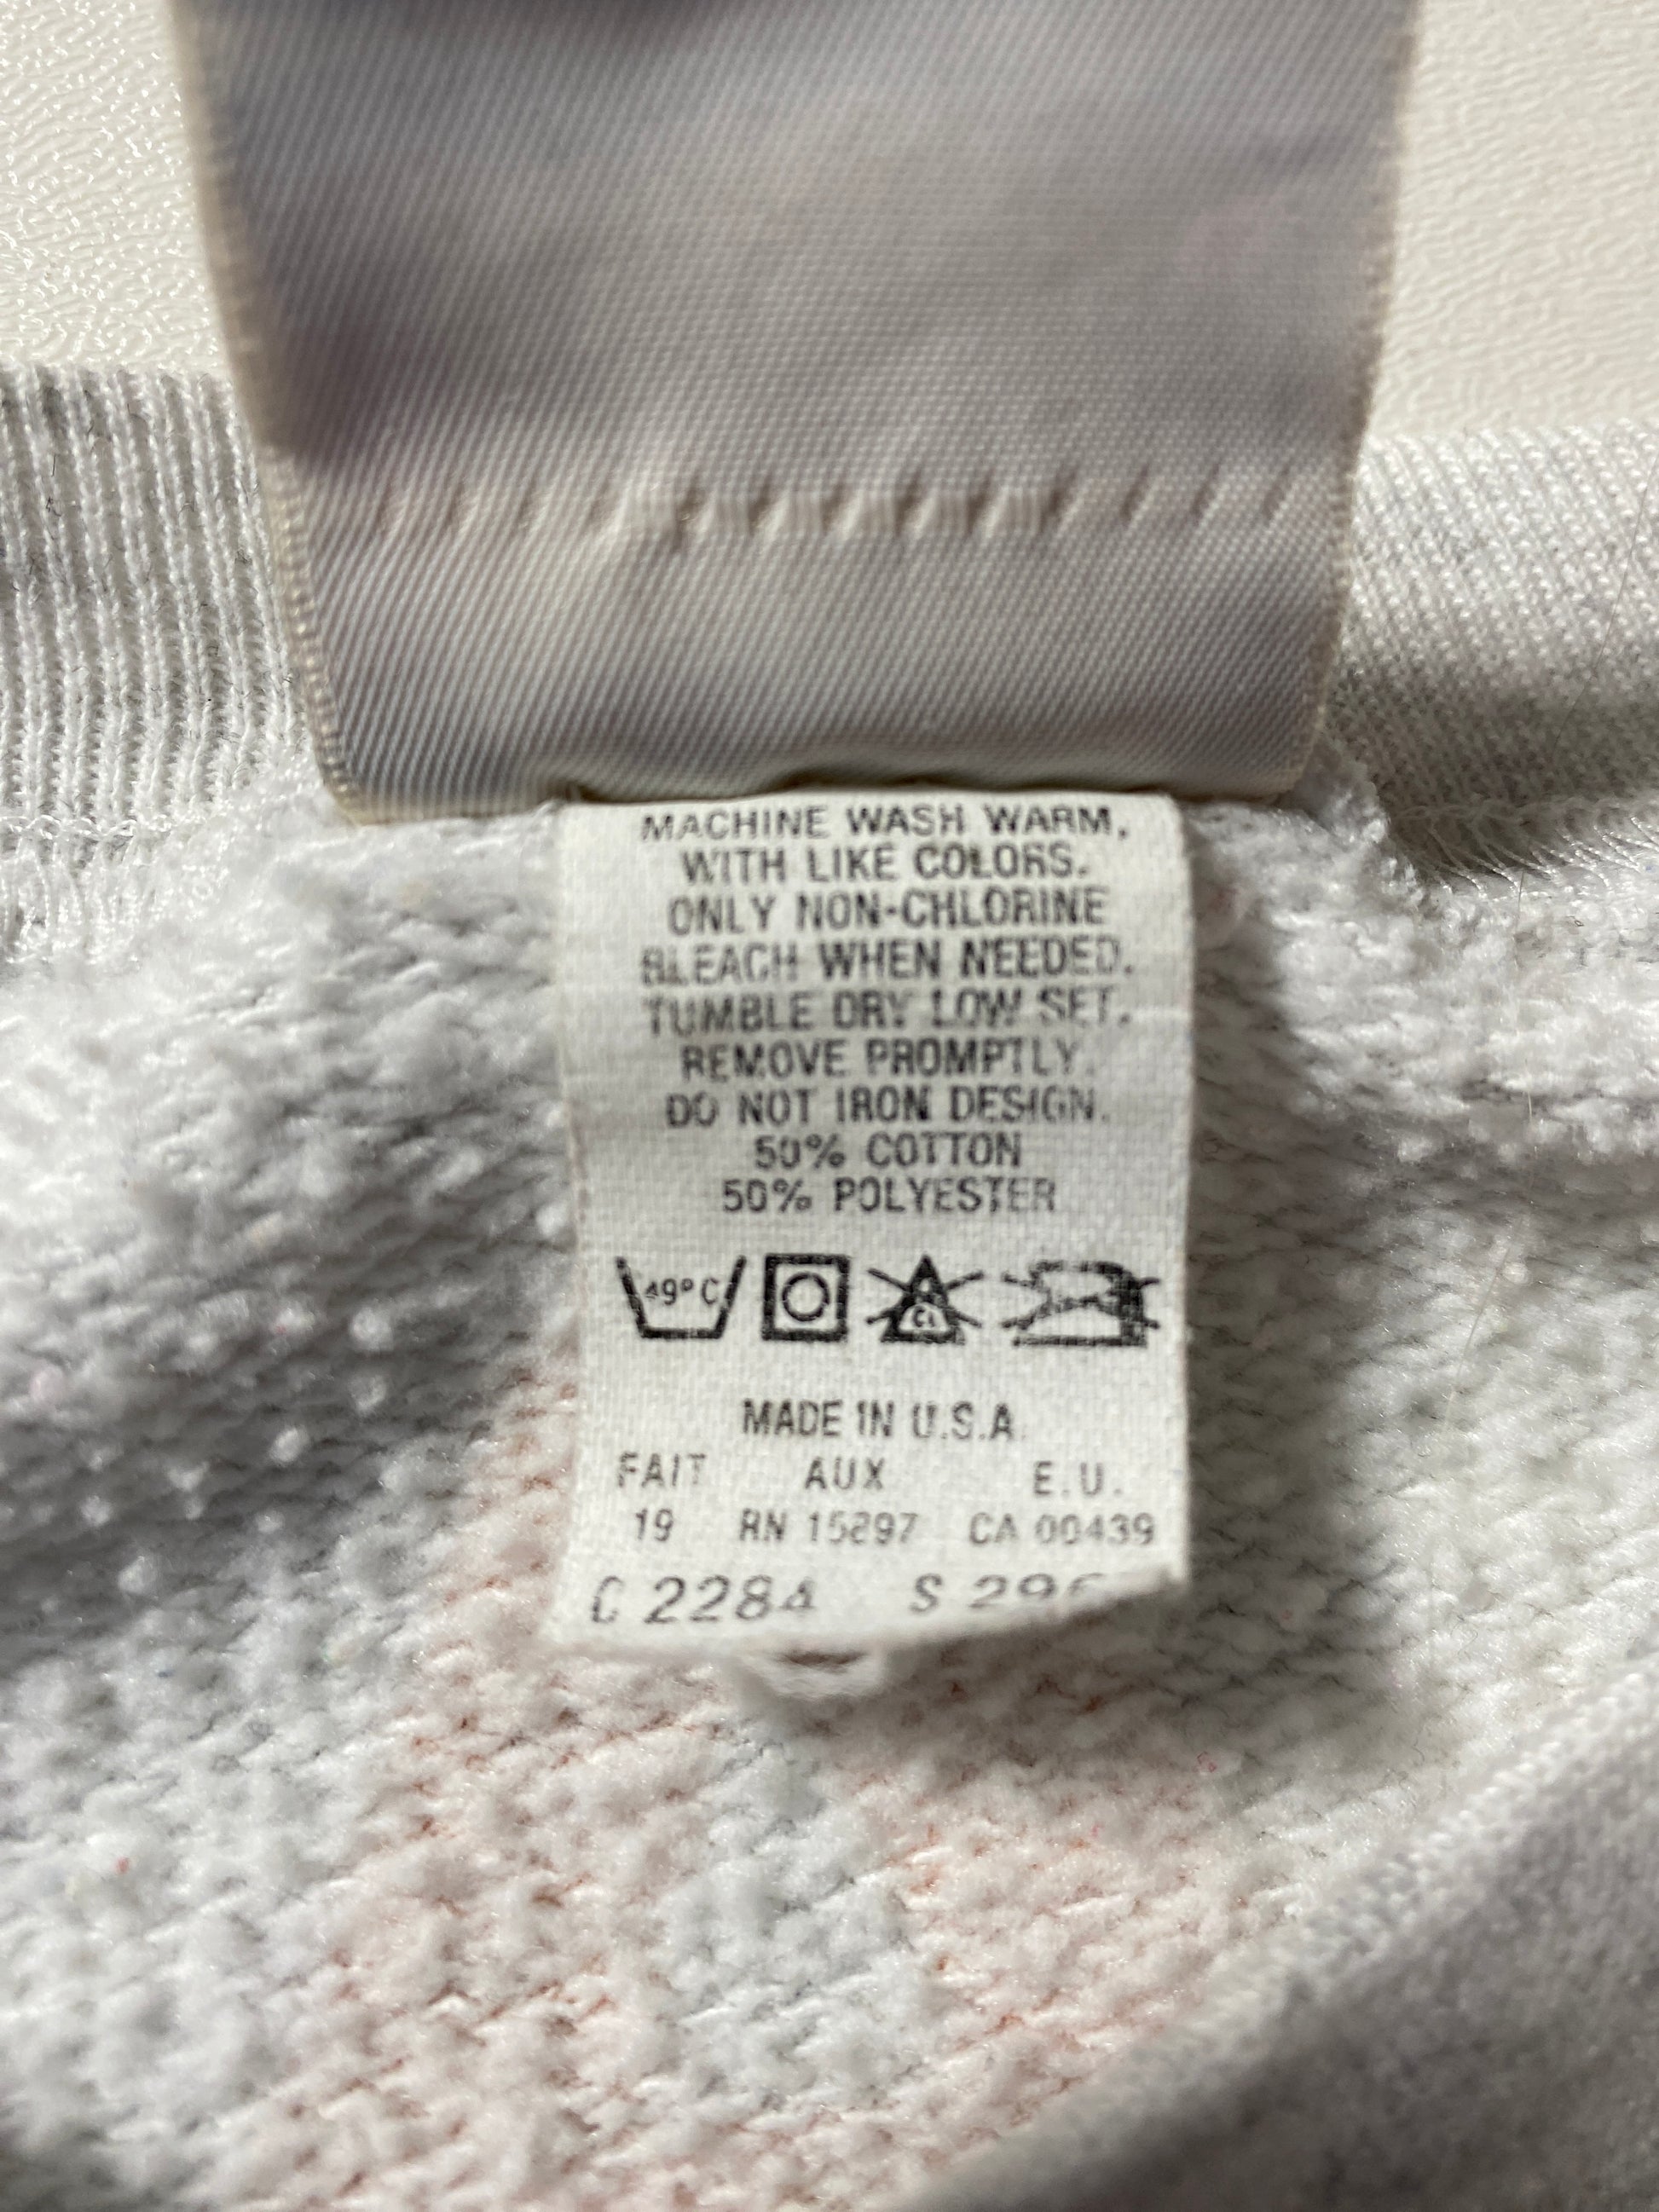 MACHINE WASH WARM,
WITH LIKE COLORS.
ONLY NON-CHLORINE
BLEACH WHEN NEEDED.
TUMBLE DRY LOW SET.
REMOVE PROMPTLY.
DO NOT IRON DESIGN.
50% COTTON
50% POLYESTER
49°C CL
MADE IN U.S.A.
FAIT AUX E.U.
19 RN 15297 CA 00439
C 2284 S